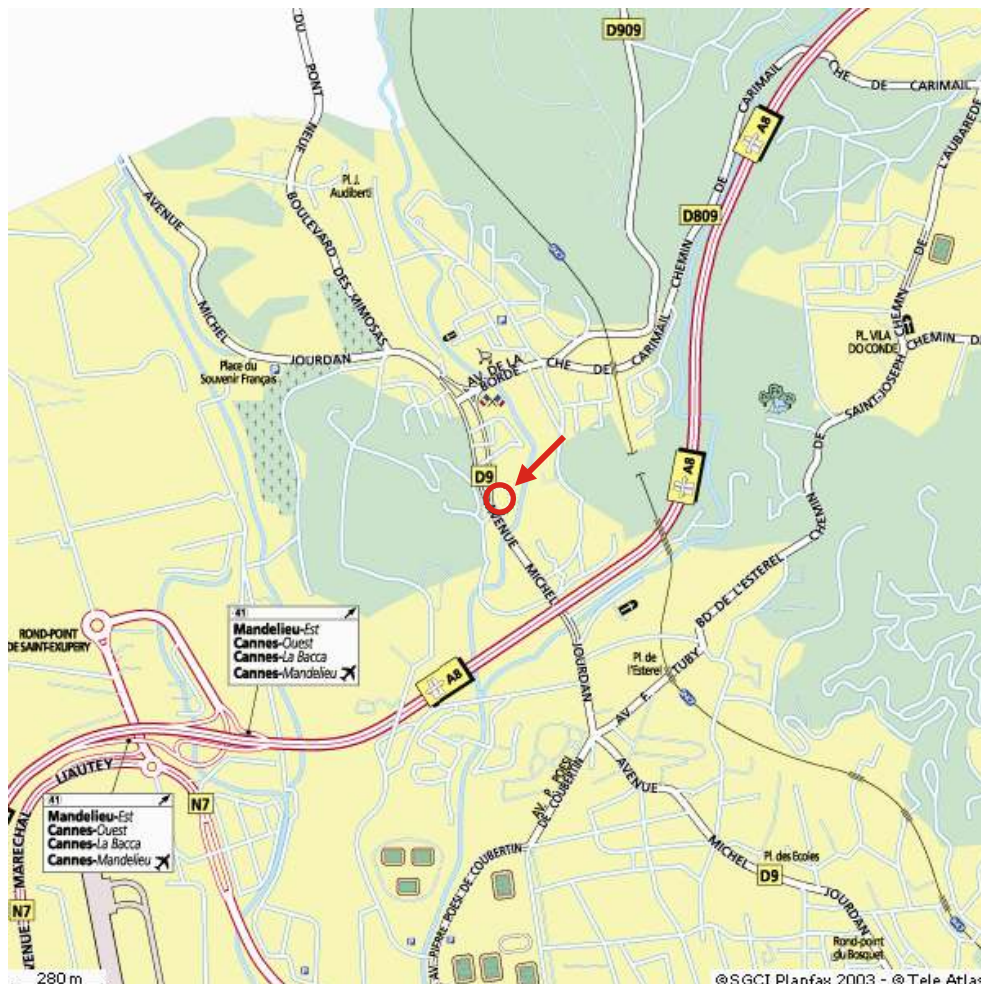 D909
DU
PONT
NEUF
BOULEVARD DES MIMOSAS
Pl. J.
Audiberti
CARIMAIL
DE
CHEMIN
CARIMAIL
CHE DE CARIMAIL
A8
D809
L'AUBAREDE
DE
CHEMIN
AVENUE
MICHEL
JOURDAN
Place du
Souvenir Français
AV. DE LA
BORDE
CHE DE
PL. VILA
DO CONDE
CHEMIN D
SAINT-JOSEPH
DE
CHEMIN
D9
A8
AVENUE
MICHEL
JOURDAN
BD DE L'ESTEREL
ROND-POINT
DE SAINT-EXUPERY
41
Mandelieu-Est
Cannes-Ouest
Cannes-La Bacca
Cannes-Mandelieu
A8
Pl. de
l'Esterel
AV. F. TUBY
LIAUTEY
MARECHAL
AVENUE
N7
41
Mandelieu-Est
Cannes-Ouest
Cannes-La Bacca
Cannes-Mandelieu
N7
AV. P. POESI
DE COUBERTIN
AVENUE
MICHEL
JOURDAN
Pl. des Ecoles
D9
AV. PIERRE POESI DE COUBERTIN
Rond-point
du Bosquet
280 m
©SGCI Planfax 2003 - © Tele Atlas